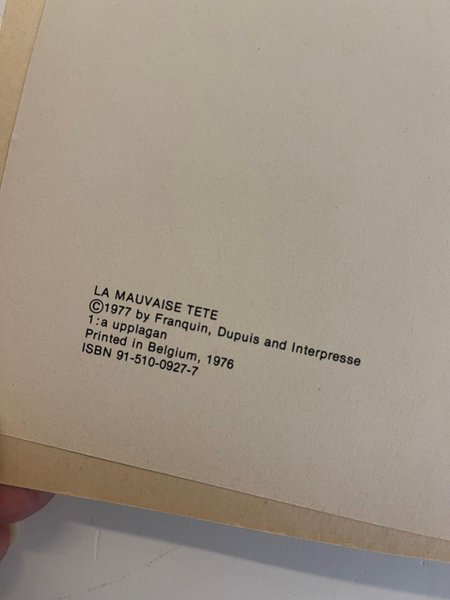 LA MAUVAISE TETE
©1977 by Franquin, Dupuis and Interpresse
1:a upplagan
Printed in Belgium, 1976
ISBN 91-510-0927-7